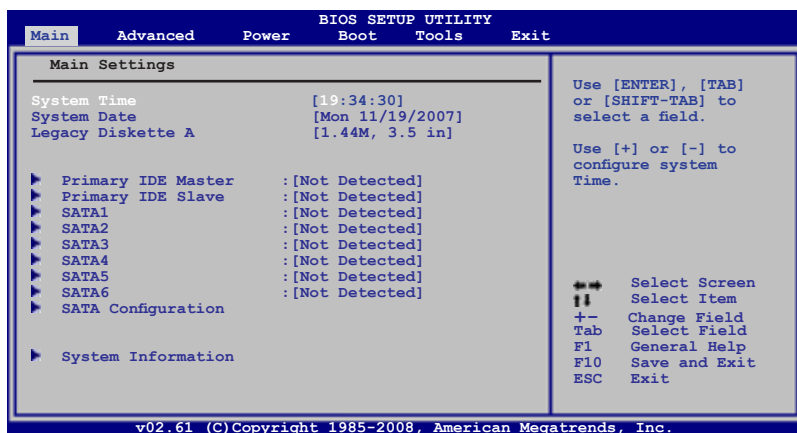 BIOS SETUP UTILITY
Main Advanced Power Boot Tools Exit
Main Settings
System Time [19:34:30]
System Date [Mon 11/19/2007]
Legacy Diskette A [1.44M, 3.5 in]
Primary IDE Master :[Not Detected]
Primary IDE Slave :[Not Detected]
SATA1 :[Not Detected]
SATA2 :[Not Detected]
SATA3 :[Not Detected]
SATA4 :[Not Detected]
SATA5 :[Not Detected]
SATA6 :[Not Detected]
SATA Configuration
System Information
Use [ENTER], [TAB]
or [SHIFT-TAB] to
select a field.
Use [+] or [-] to
configure system
Time.
←→ Select Screen
↑↓ Select Item
+- Change Field
Tab Select Field
F1 General Help
F10 Save and Exit
ESC Exit
v02.61 (C)Copyright 1985-2008, American Megatrends, Inc.